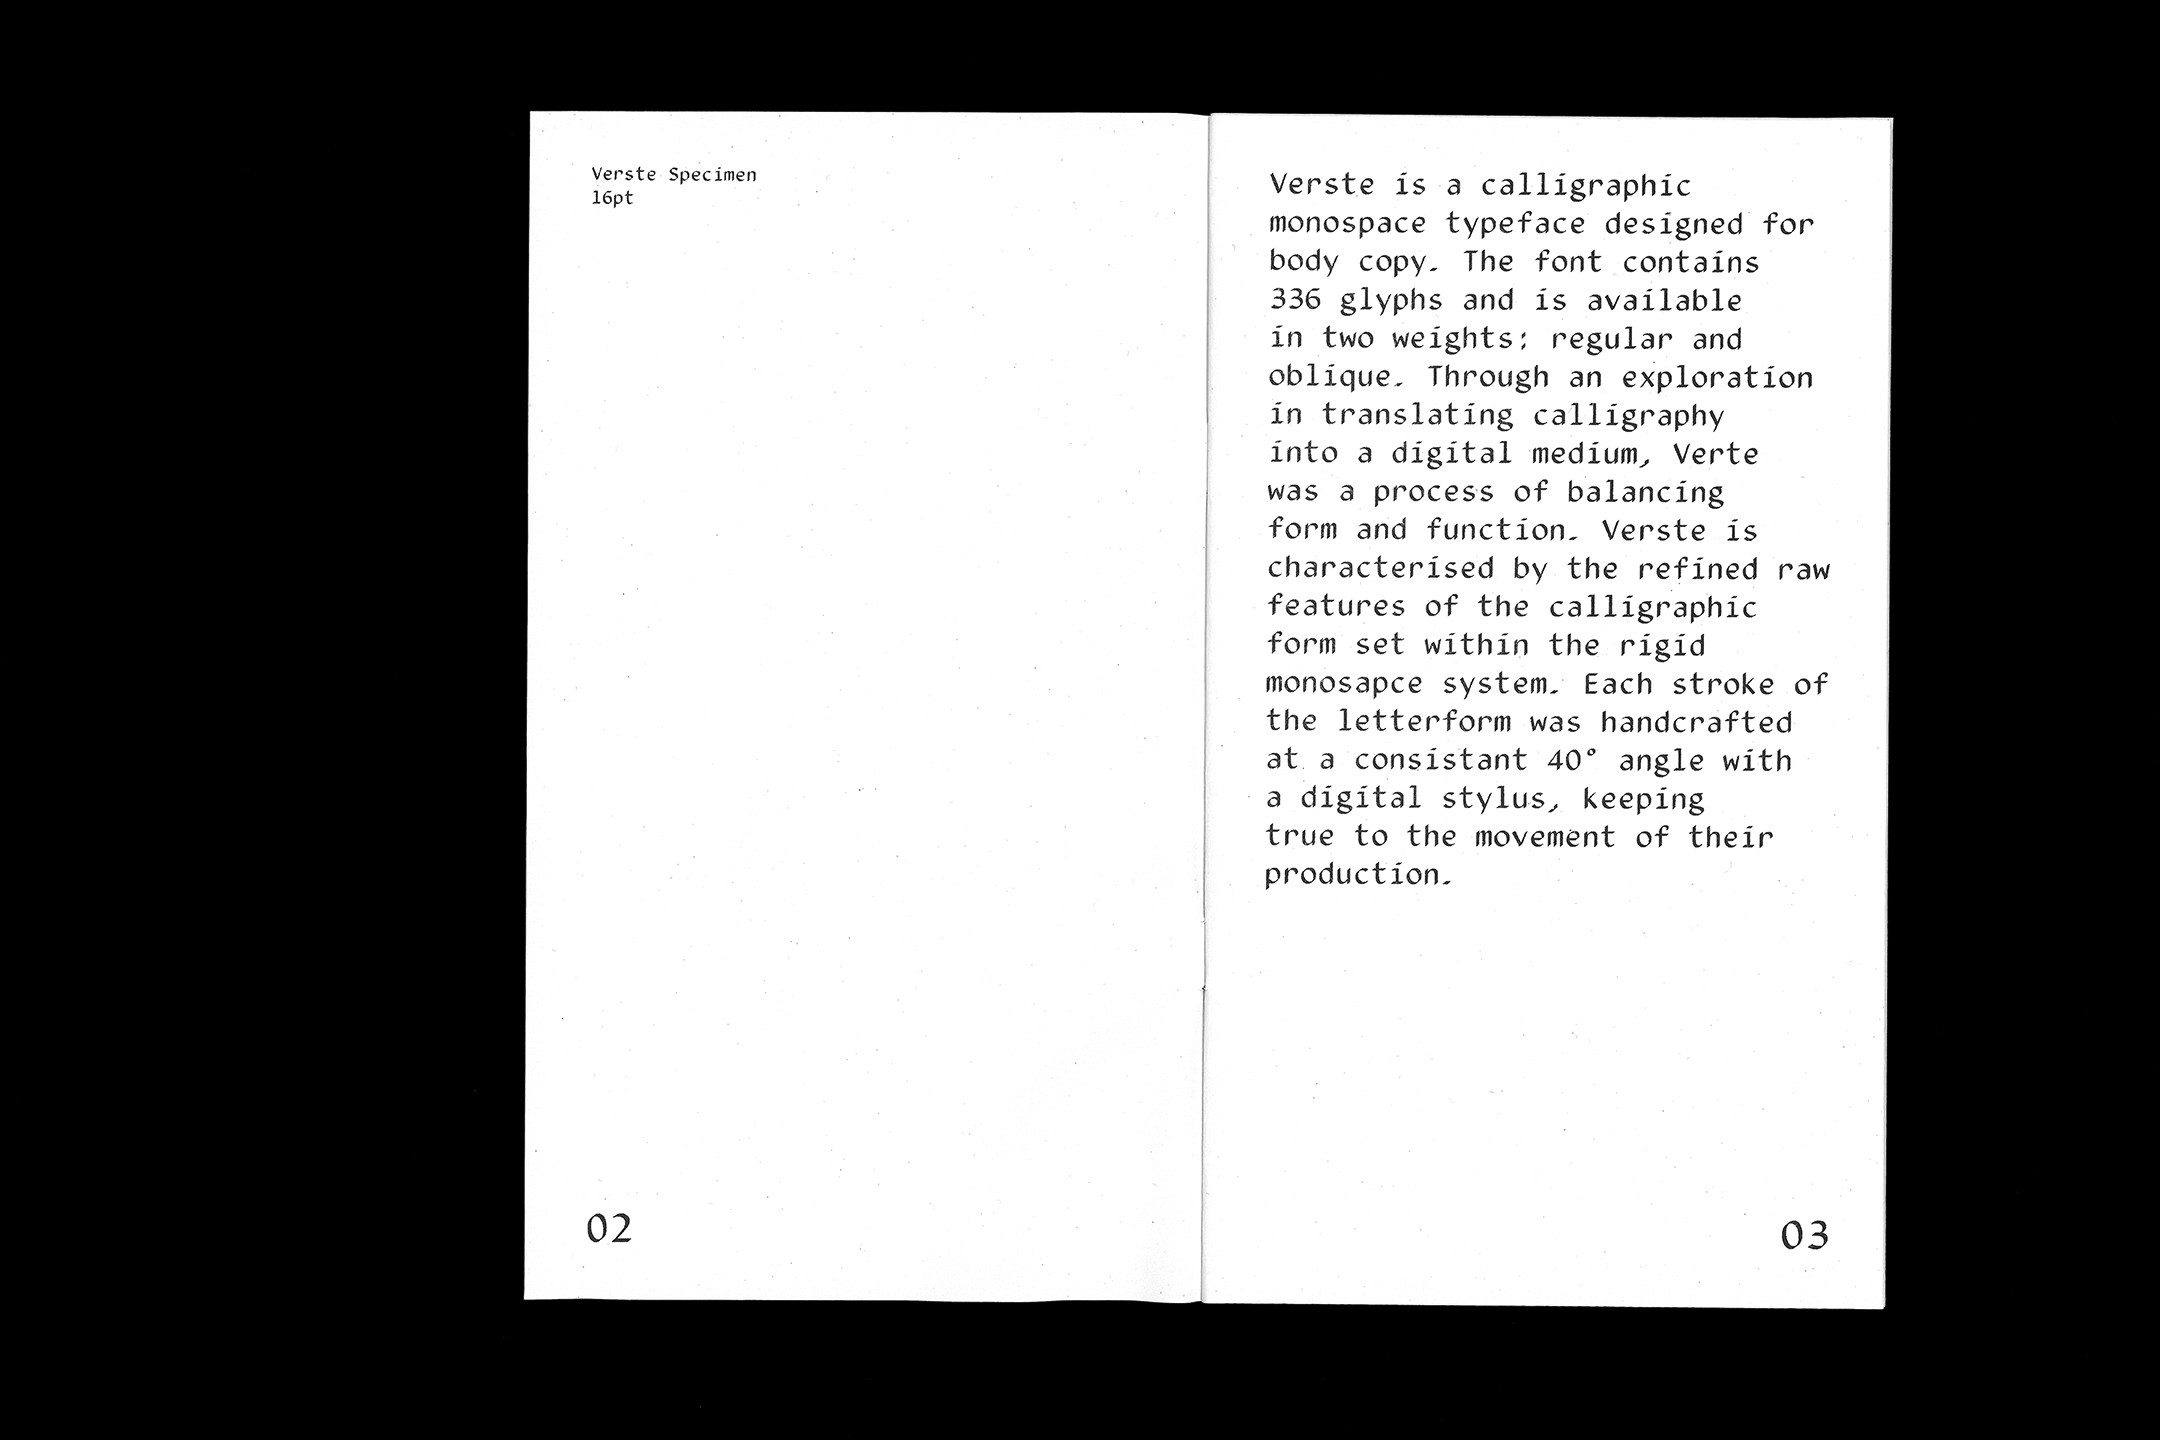 Verste Specimen
16pt
02
Verste is a calligraphic
monospace typeface designed for
body copy. The font contains
336 glyphs and is available
in two weights: regular and
oblique. Through an exploration
in translating calligraphy
into a digital medium, Verte
was a process of balancing
form and function. Verste is
characterised by the refined raw
features of the calligraphic
form set within the rigid
monosapce system. Each stroke of
the letterform was handcrafted
at a consistant 40° angle with
a digital stylus, keeping
true to the movement of their
production.
03